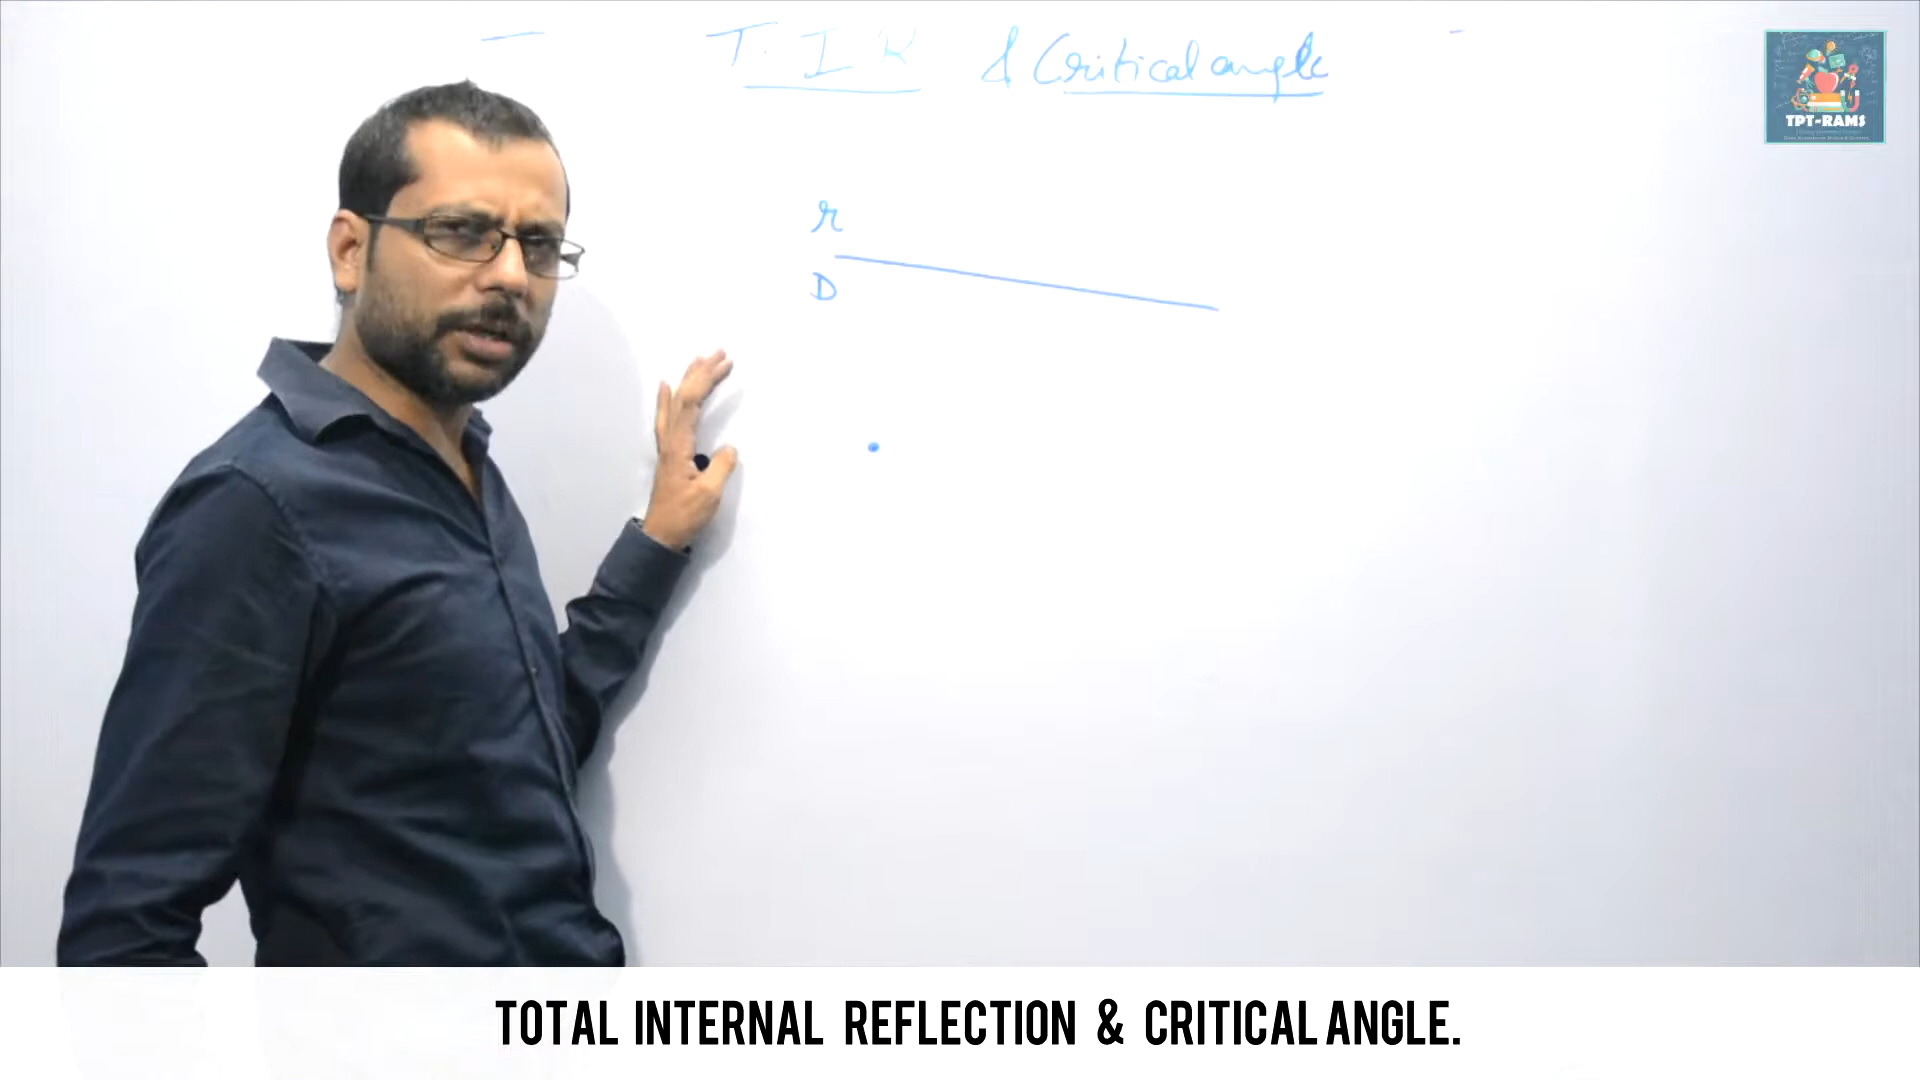 T. I R & Critical angle
TPT-RAMS
r
D
TOTAL INTERNAL REFLECTION & CRITICAL ANGLE.